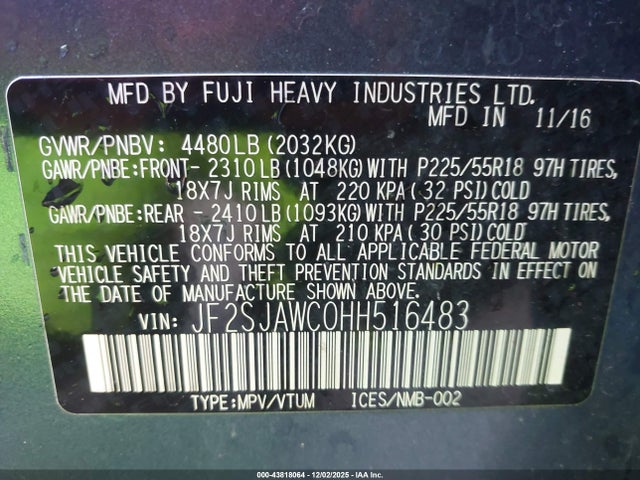 MFD BY FUJI HEAVY INDUSTRIES LTD.
MFD IN 11/16
GVWR/PNBV: 4480LB(2032KG)
GAWR/PNBE:FRONT- 2310LB(1048KG)WITH P225/55R18 97H TIRES,
18X7J RIMS AT 220 KPA( 32 PSI)COLD
GAWR/PNBE:REAR - 2410LB(1093KG)WITH P225/55R18 97H TIRES,
18X7J RIMS AT 210 KPA( 30 PSI)COLD
THIS VEHICLE CONFORMS TO ALL APPLICABLE FEDERAL MOTOR
VEHICLE SAFETY AND THEFT PREVENTION STANDARDS IN EFFECT ON
THE DATE OF MANUFACTURE SHOWN ABOVE.
VIN: JF2SJAWC0HH516483
TYPE:MPV/VTUM ICES/NMB-002
000-43818064 - 12/02/2025 - IAA Inc.